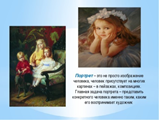 Портрет – это не просто изображение
человека, человек присутствует на многих
картинах – в пейзажах, композициях.
Главная задача портрета – представить
конкретного человека именно таким, каким
его воспринимает художник.